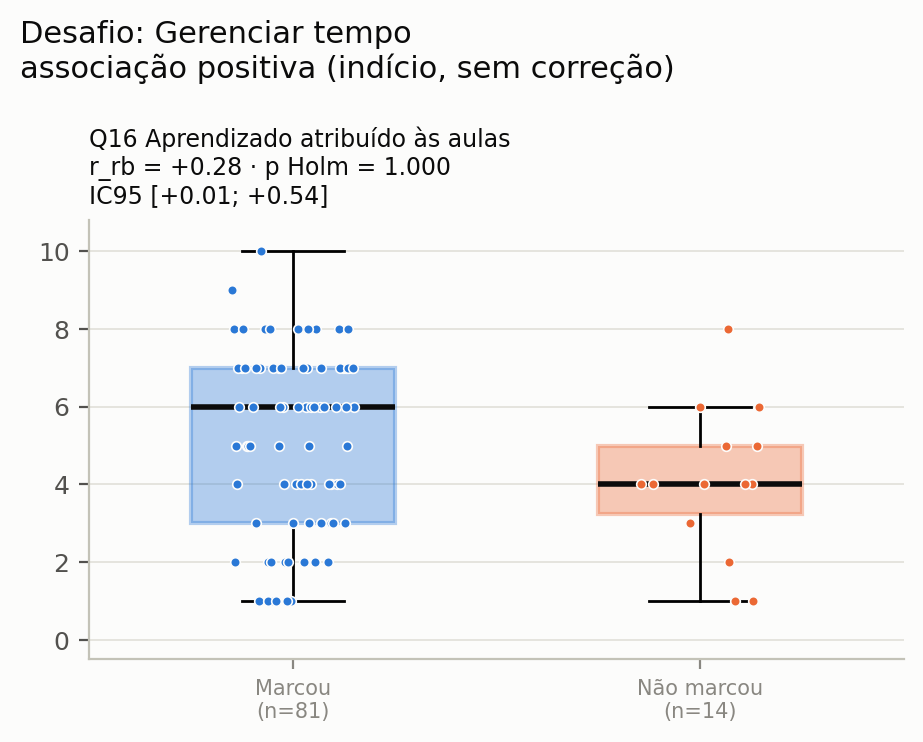 Desafio: Gerenciar tempo
associação positiva (indício, sem correção)
Q16 Aprendizado atribuído às aulas
r_rb = +0.28 · p Holm = 1.000
IC95 [+0.01; +0.54]
10
8
6
4
2
0
Marcou
(n=81)
Não marcou
(n=14)